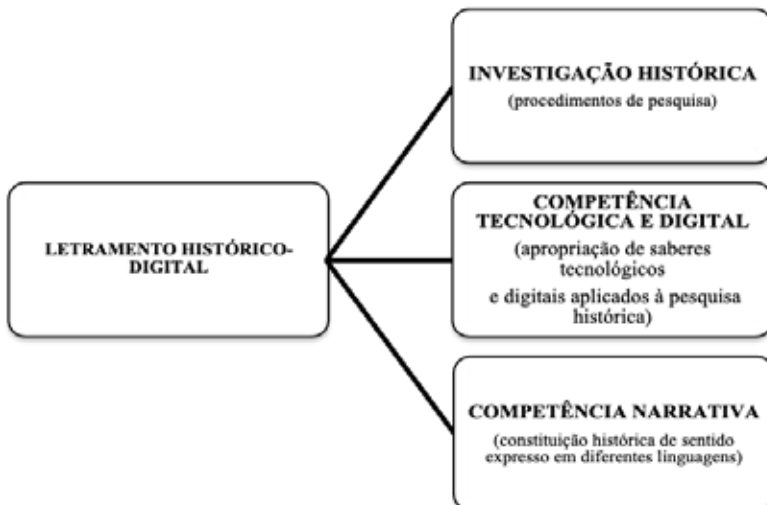 INVESTIGAÇÃO HISTÓRICA
(procedimentos de pesquisa)
LETRAMENTO HISTÓRICO-
DIGITAL
COMPETÊNCIA
TECNOLÓGICA E DIGITAL
(apropriação de saberes
tecnológicos
e digitais aplicados à pesquisa
histórica)
COMPETÊNCIA NARRATIVA
(constituição histórica de sentido
expresso em diferentes linguagens)